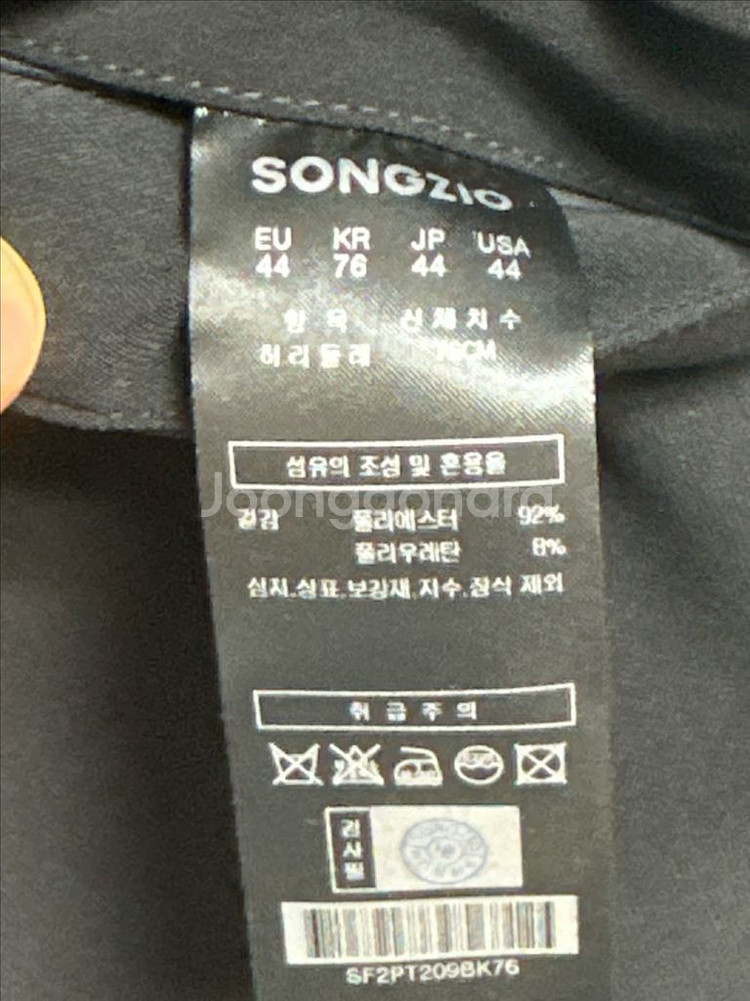 SONGZIO
EU KR JP USA
44 76 44 44
항 목 신체치수
허리둘레 76CM
섬유의 조성 및 혼용율
Joonggonara
겉감 폴리에스터 92%
폴리우레탄 8%
심지,상표,보강재,자수,장식 제외
취급주의
검사필
SF2PT209BK76